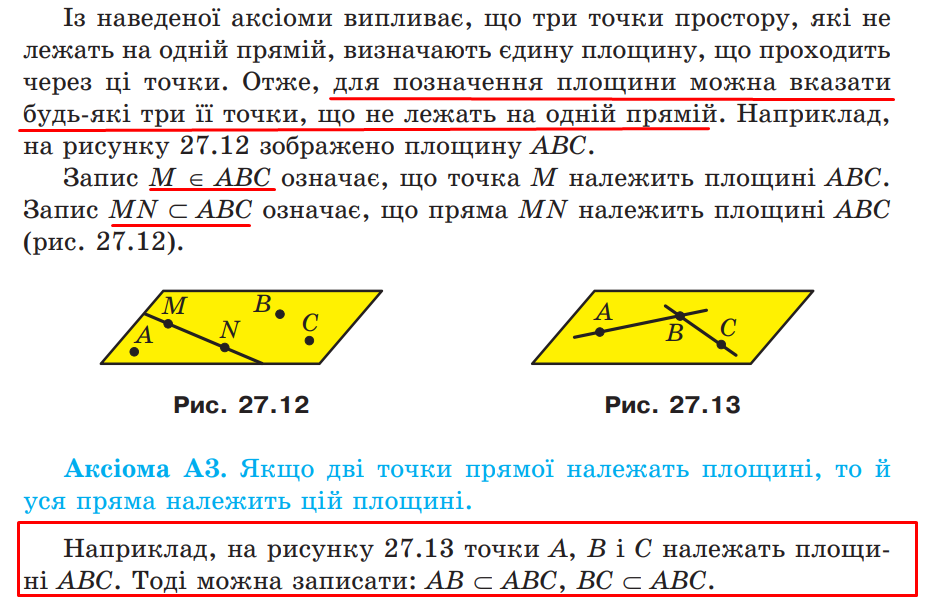 Із наведеної аксіоми випливає, що три точки простору, які не
лежать на одній прямій, визначають єдину площину, що проходить
через ці точки. Отже, для позначення площини можна вказати
будь-які три її точки, що не лежать на одній прямій. Наприклад,
на рисунку 27.12 зображено площину ABC.
Запис M ∈ ABC означає, що точка M належить площині ABC.
Запис MN ⊂ ABC означає, що пряма MN належить площині ABC
(рис. 27.12).
A M N B C
A B C
Рис. 27.12
Рис. 27.13
Аксіома А3. Якщо дві точки прямої належать площині, то й
уся пряма належить цій площині.
Наприклад, на рисунку 27.13 точки A, B і C належать площи-
ні ABC. Тоді можна записати: AB ⊂ ABC, BC ⊂ ABC.